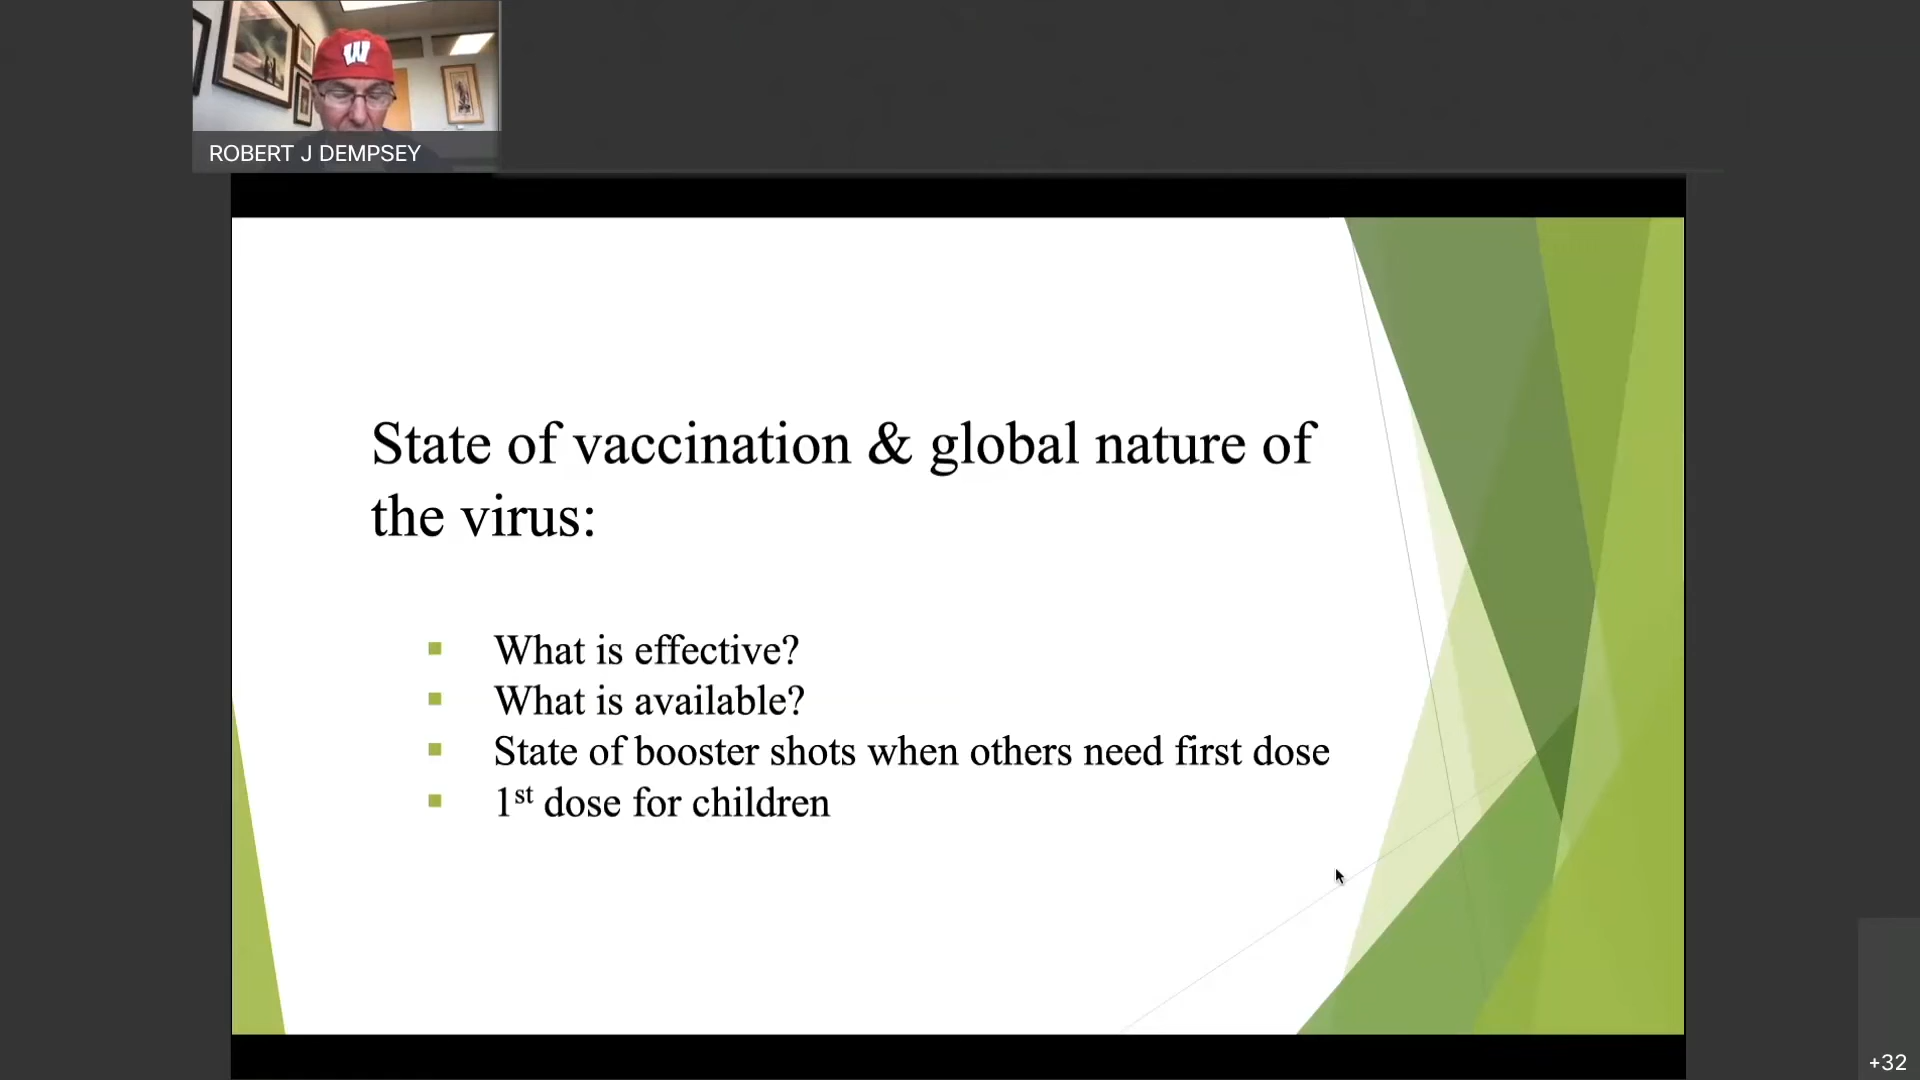 W
ROBERT J DEMPSEY
State of vaccination & global nature of
the virus:
What is effective?
What is available?
State of booster shots when others need first dose
1st dose for children
+32